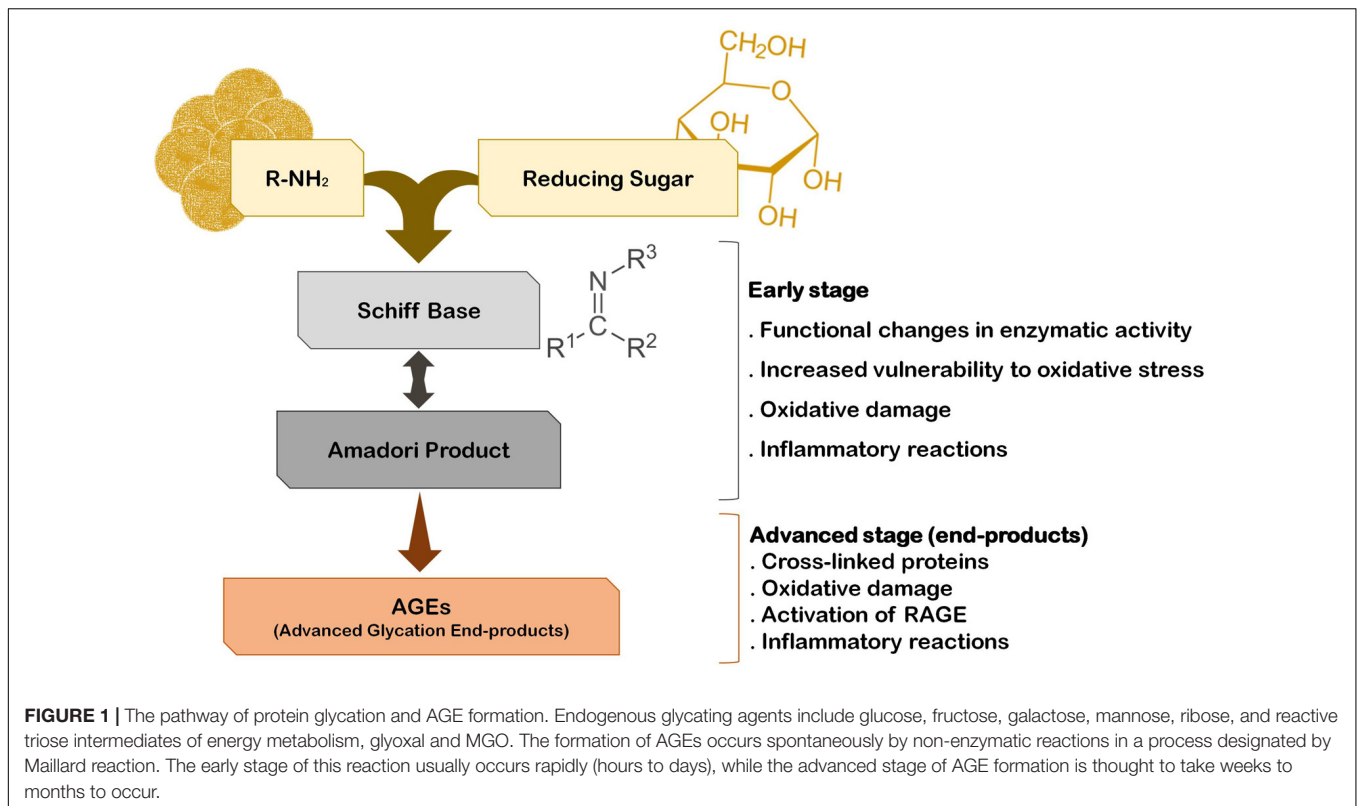 CH₂OH
O
OH
OH
OH
OH
R-NH₂
Reducing Sugar
Schiff Base
N
R³
C
R¹
R²
Amadori Product
AGEs
(Advanced Glycation End-products)
Early stage
. Functional changes in enzymatic activity
. Increased vulnerability to oxidative stress
. Oxidative damage
. Inflammatory reactions
Advanced stage (end-products)
. Cross-linked proteins
. Oxidative damage
. Activation of RAGE
. Inflammatory reactions
FIGURE 1 | The pathway of protein glycation and AGE formation. Endogenous glycating agents include glucose, fructose, galactose, mannose, ribose, and reactive
triose intermediates of energy metabolism, glyoxal and MGO. The formation of AGEs occurs spontaneously by non-enzymatic reactions in a process designated by
Maillard reaction. The early stage of this reaction usually occurs rapidly (hours to days), while the advanced stage of AGE formation is thought to take weeks to
months to occur.